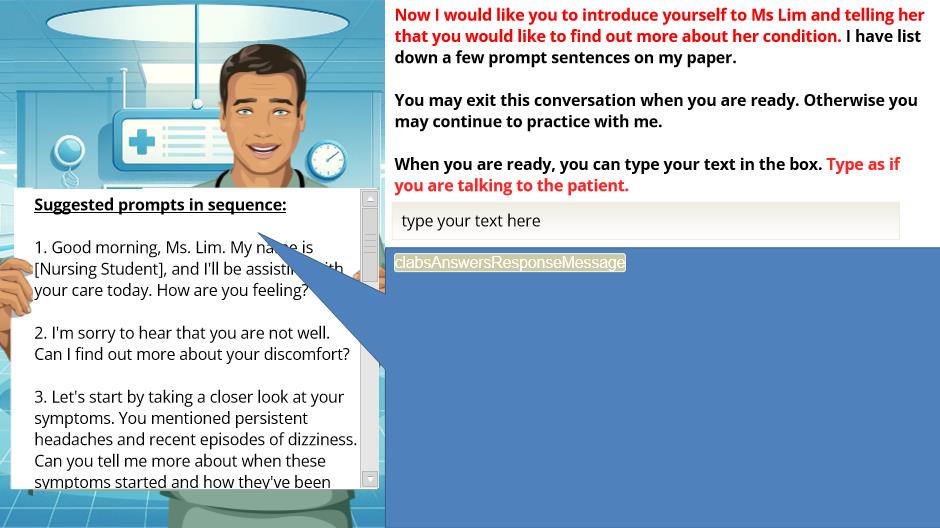 Now I would like you to introduce yourself to Ms Lim and telling her
that you would like to find out more about her condition. I have list
down a few prompt sentences on my paper.
You may exit this conversation when you are ready. Otherwise you
may continue to practice with me.
When you are ready, you can type your text in the box. Type as if
you are talking to the patient.
type your text here
clabsAnswersResponseMessage
Suggested prompts in sequence:
1. Good morning, Ms. Lim. My name is
[Nursing Student], and I'll be assisting with
your care today. How are you feeling?
2. I'm sorry to hear that you are not well.
Can I find out more about your discomfort?
3. Let's start by taking a closer look at your
symptoms. You mentioned persistent
headaches and recent episodes of dizziness.
Can you tell me more about when these
symptoms started and how they've been